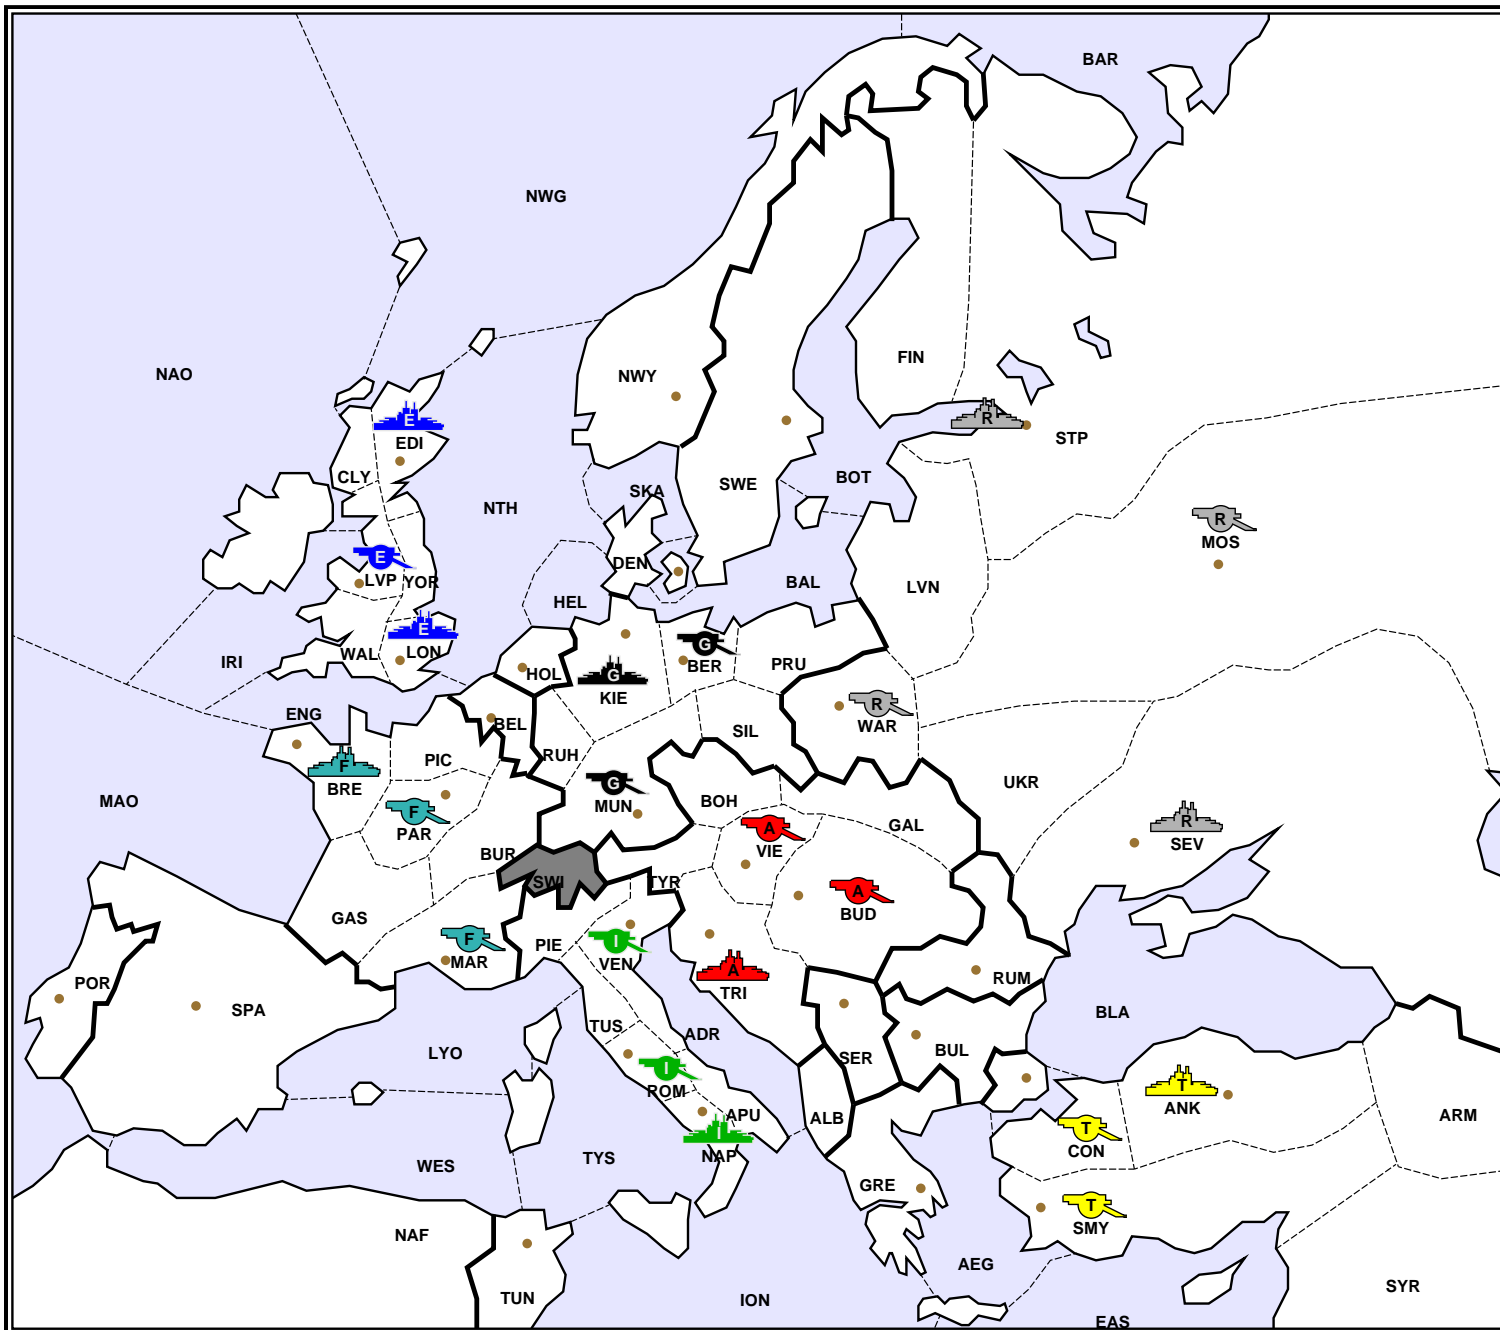 BAR
NWG
NAO
FIN
NWY
R
E
EDI
STP
CLY
SWE
BOT
SKA
NTH
R
MOS
E
LVP
YOR
DEN
BAL
LVN
HEL
E
LON
WAL
IRI
G
BER
PRU
HOL
G
KIE
R
WAR
ENG
BEL
SIL
PIC
RUH
F
BRE
UKR
MAO
G
MUN
BOH
F
PAR
A
VIE
GAL
R
SEV
BUR
SWI
TYR
A
BUD
GAS
F
MAR
PIE
I
VEN
A
TRI
RUM
POR
SPA
BLA
TUS
ADR
LYO
SER
BUL
I
ROM
T
ANK
APU
ALB
ARM
I
NAP
T
CON
WES
TYS
GRE
T
SMY
NAF
AEG
SYR
TUN
ION
EAS